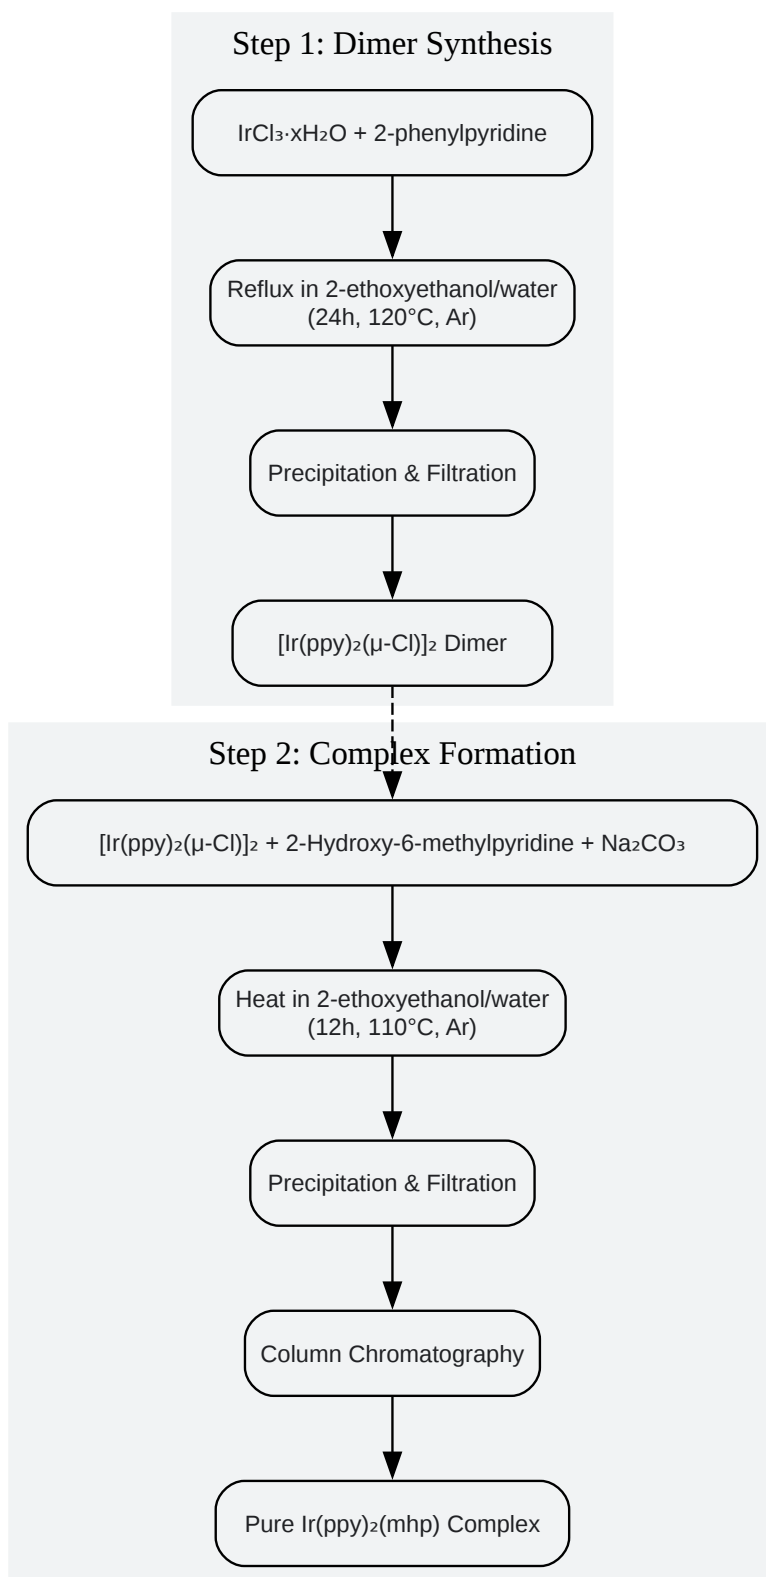 Step 1: Dimer Synthesis
IrCl₃·xH₂O + 2-phenylpyridine
Reflux in 2-ethoxyethanol/water
(24h, 120°C, Ar)
Precipitation & Filtration
[Ir(ppy)₂(μ-Cl)]₂ Dimer
Step 2: Complex Formation
[Ir(ppy)₂(μ-Cl)]₂ + 2-Hydroxy-6-methylpyridine + Na₂CO₃
Heat in 2-ethoxyethanol/water
(12h, 110°C, Ar)
Precipitation & Filtration
Column Chromatography
Pure Ir(ppy)₂(mhp) Complex